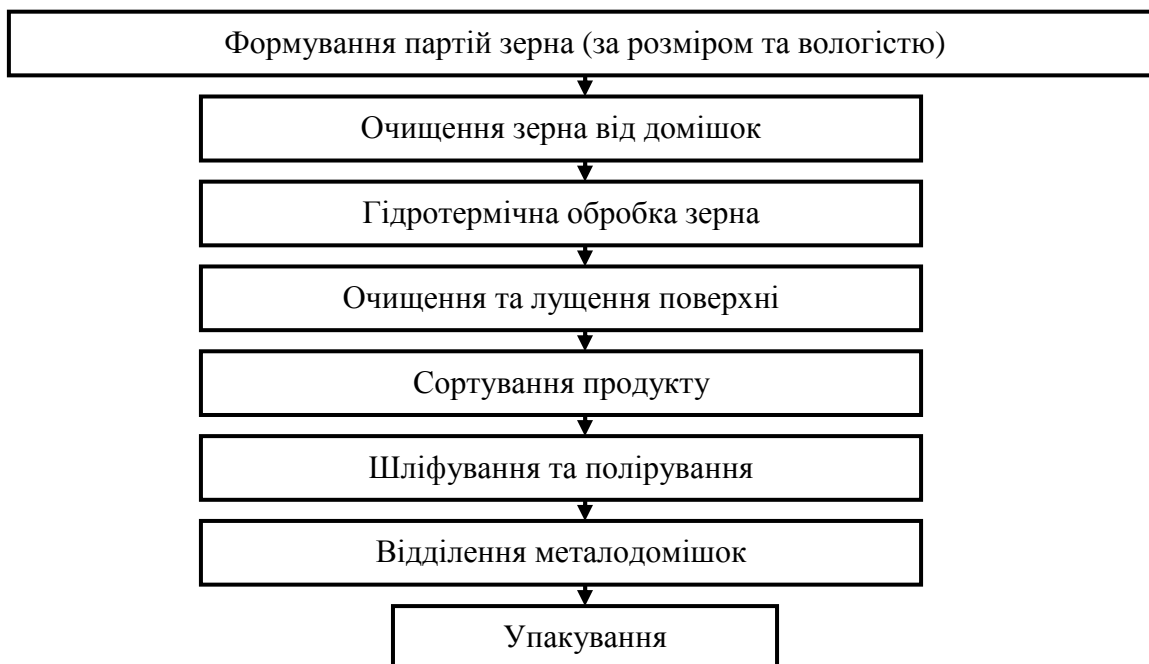 Формування партій зерна (за розміром та вологістю)
Очищення зерна від домішок
Гідротермічна обробка зерна
Очищення та лущення поверхні
Сортування продукту
Шліфування та полірування
Відділення металодомішок
Упакування